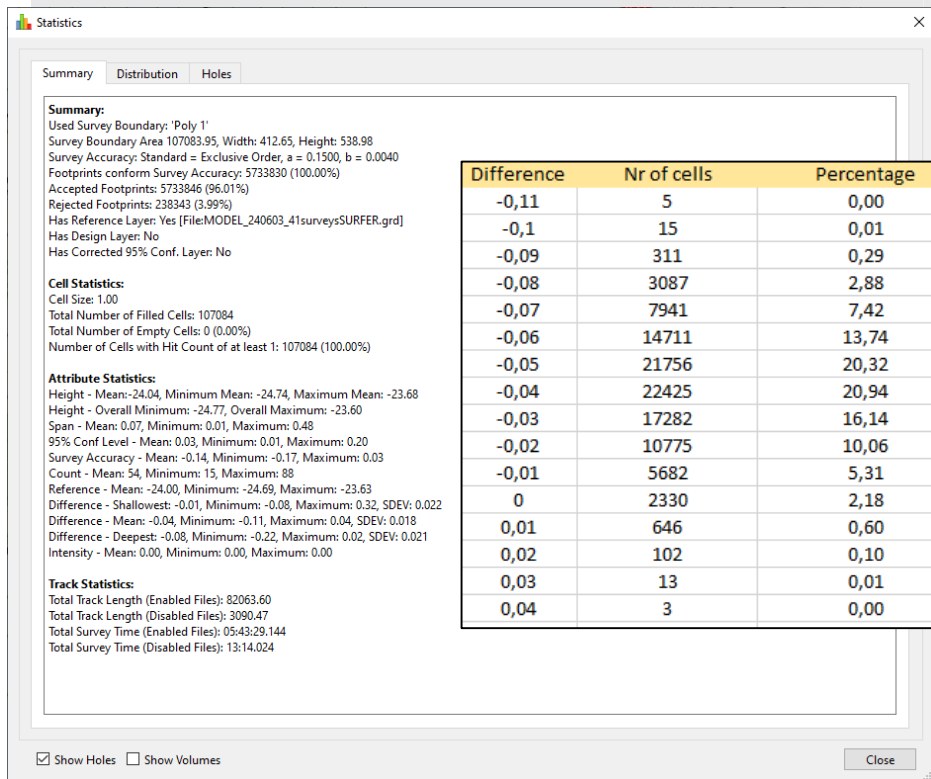 Statistics
Summary Distribution Holes
Summary:
Used Survey Boundary: 'Poly 1'
Survey Boundary Area 107083.95, Width: 412.65, Height: 538.98
Survey Accuracy: Standard = Exclusive Order, a = 0.1500, b = 0.0040
Footprints conform Survey Accuracy: 5733830 (100.00%)
Accepted Footprints: 5733846 (96.01%)
Rejected Footprints: 238343 (3.99%)
Has Reference Layer: Yes [File:MODEL_240603_41surveysSURFER.grd]
Has Design Layer: No
Has Corrected 95% Conf. Layer: No
Cell Statistics:
Cell Size: 1.00
Total Number of Filled Cells: 107084
Total Number of Empty Cells: 0 (0.00%)
Number of Cells with Hit Count of at least 1: 107084 (100.00%)
Attribute Statistics:
Height - Mean:-24.04, Minimum Mean: -24.74, Maximum Mean: -23.68
Height - Overall Minimum: -24.77, Overall Maximum: -23.60
Span - Mean: 0.07, Minimum: 0.01, Maximum: 0.48
95% Conf Level - Mean: 0.03, Minimum: 0.01, Maximum: 0.20
Survey Accuracy - Mean: -0.14, Minimum: -0.17, Maximum: 0.03
Count - Mean: 54, Minimum: 15, Maximum: 88
Reference - Mean: -24.00, Minimum: -24.69, Maximum: -23.63
Difference - Shallowest: -0.01, Minimum: -0.08, Maximum: 0.32, SDEV: 0.022
Difference - Mean: -0.04, Minimum: -0.11, Maximum: 0.04, SDEV: 0.018
Difference - Deepest: -0.08, Minimum: -0.22, Maximum: 0.02, SDEV: 0.021
Intensity - Mean: 0.00, Minimum: 0.00, Maximum: 0.00
Track Statistics:
Total Track Length (Enabled Files): 82063.60
Total Track Length (Disabled Files): 3090.47
Total Survey Time (Enabled Files): 05:43:29.144
Total Survey Time (Disabled Files): 13:14.024
Difference Nr of cells Percentage
-0,11 5 0,00
-0,1 15 0,01
-0,09 311 0,29
-0,08 3087 2,88
-0,07 7941 7,42
-0,06 14711 13,74
-0,05 21756 20,32
-0,04 22425 20,94
-0,03 17282 16,14
-0,02 10775 10,06
-0,01 5682 5,31
0 2330 2,18
0,01 646 0,60
0,02 102 0,10
0,03 13 0,01
0,04 3 0,00
Show Holes Show Volumes Close